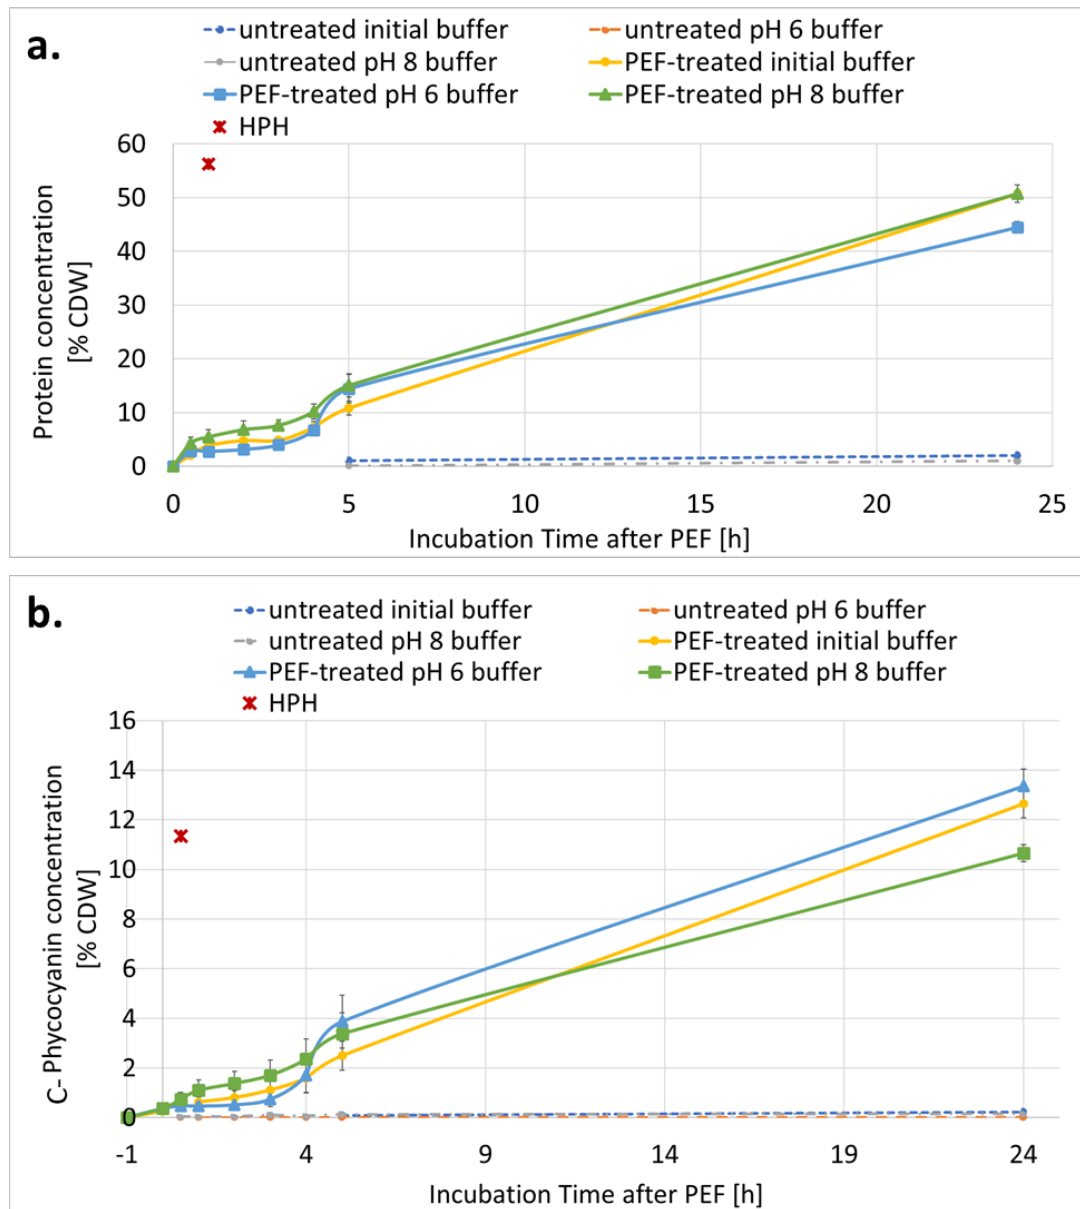 a.
untreated initial buffer
untreated pH 6 buffer
untreated pH 8 buffer
PEF-treated initial buffer
PEF-treated pH 6 buffer
PEF-treated pH 8 buffer
HPH
Protein concentration
[% CDW]
60
50
40
30
20
10
0
0 5 10 15 20 25
Incubation Time after PEF [h]
b.
untreated initial buffer
untreated pH 6 buffer
untreated pH 8 buffer
PEF-treated initial buffer
PEF-treated pH 6 buffer
PEF-treated pH 8 buffer
HPH
C- Phycocyanin concentration
[% CDW]
16
14
12
10
8
6
4
2
0
-1 4 9 14 19 24
Incubation Time after PEF [h]